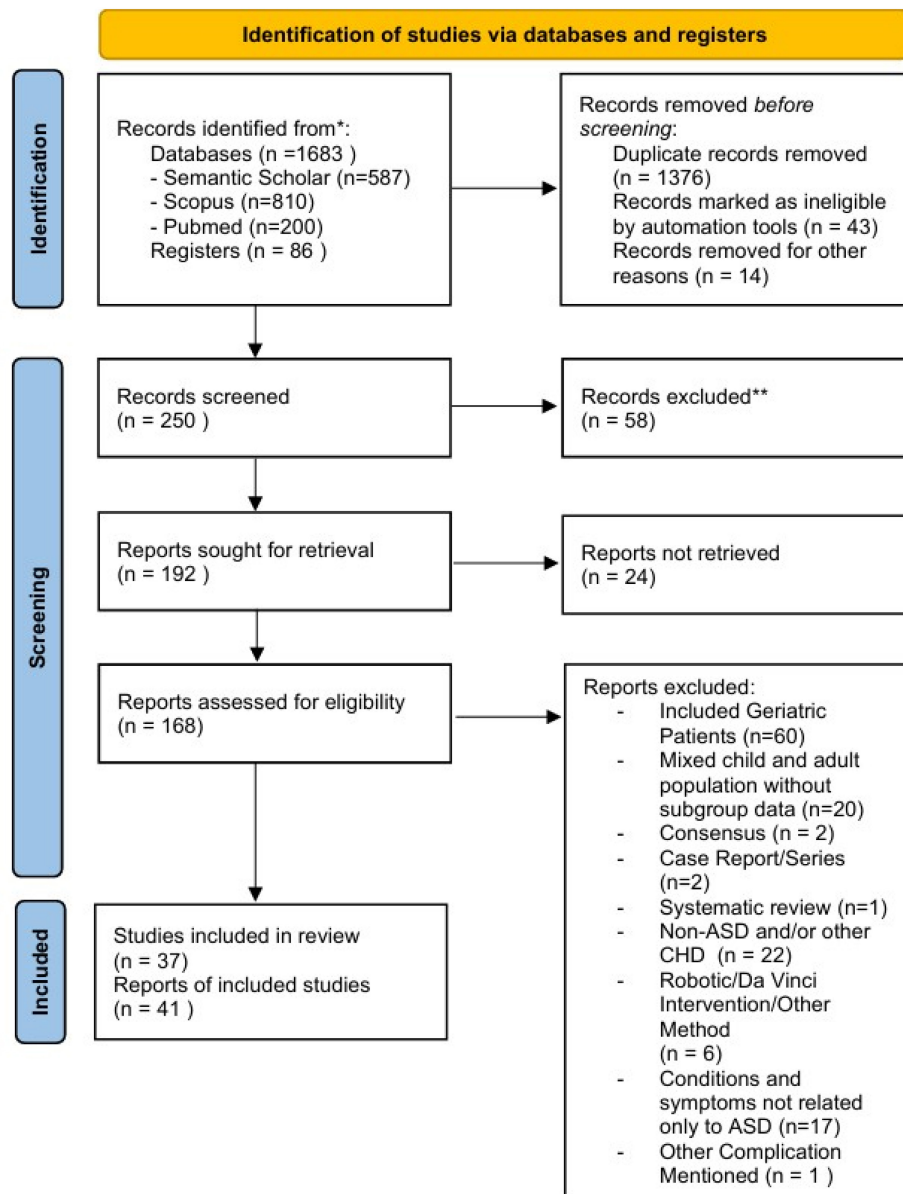 Identification of studies via databases and registers
Identification
Records identified from*:
Databases (n =1683 )
- Semantic Scholar (n=587)
- Scopus (n=810)
- Pubmed (n=200)
Registers (n = 86 )
Records removed before
screening:
Duplicate records removed
(n = 1376)
Records marked as ineligible
by automation tools (n = 43)
Records removed for other
reasons (n = 14)
Screening
Records screened
(n = 250 )
Records excluded**
(n = 58)
Reports sought for retrieval
(n = 192 )
Reports not retrieved
(n = 24)
Reports assessed for eligibility
(n = 168)
Reports excluded:
- Included Geriatric
Patients (n=60)
- Mixed child and adult
population without
subgroup data (n=20)
- Consensus (n = 2)
- Case Report/Series
(n=2)
- Systematic review (n=1)
- Non-ASD and/or other
CHD (n = 22)
- Robotic/Da Vinci
Intervention/Other
Method
(n = 6)
- Conditions and
symptoms not related
only to ASD (n=17)
- Other Complication
Mentioned (n = 1 )
Included
Studies included in review
(n = 37)
Reports of included studies
(n = 41 )